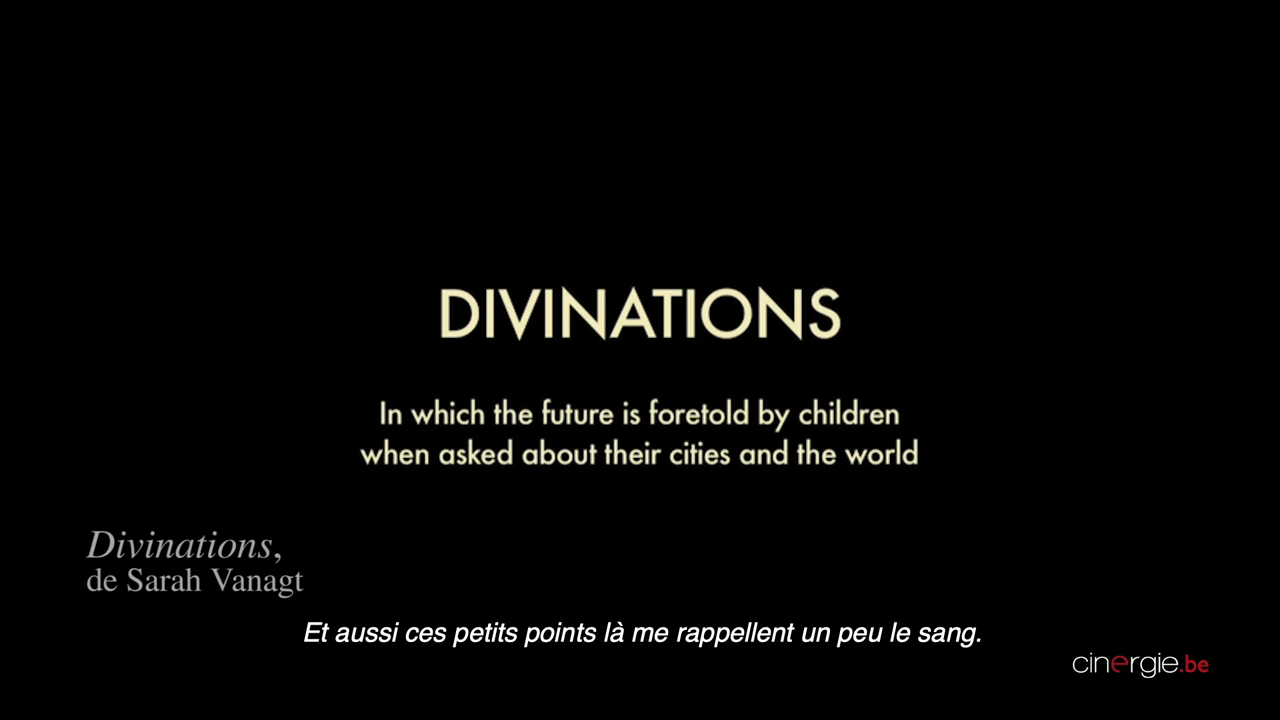 DIVINATIONS
In which the future is foretold by children
when asked about their cities and the world
Divinations,
de Sarah Vanagt
Et aussi ces petits points là me rappellent un peu le sang.
cinergie.be